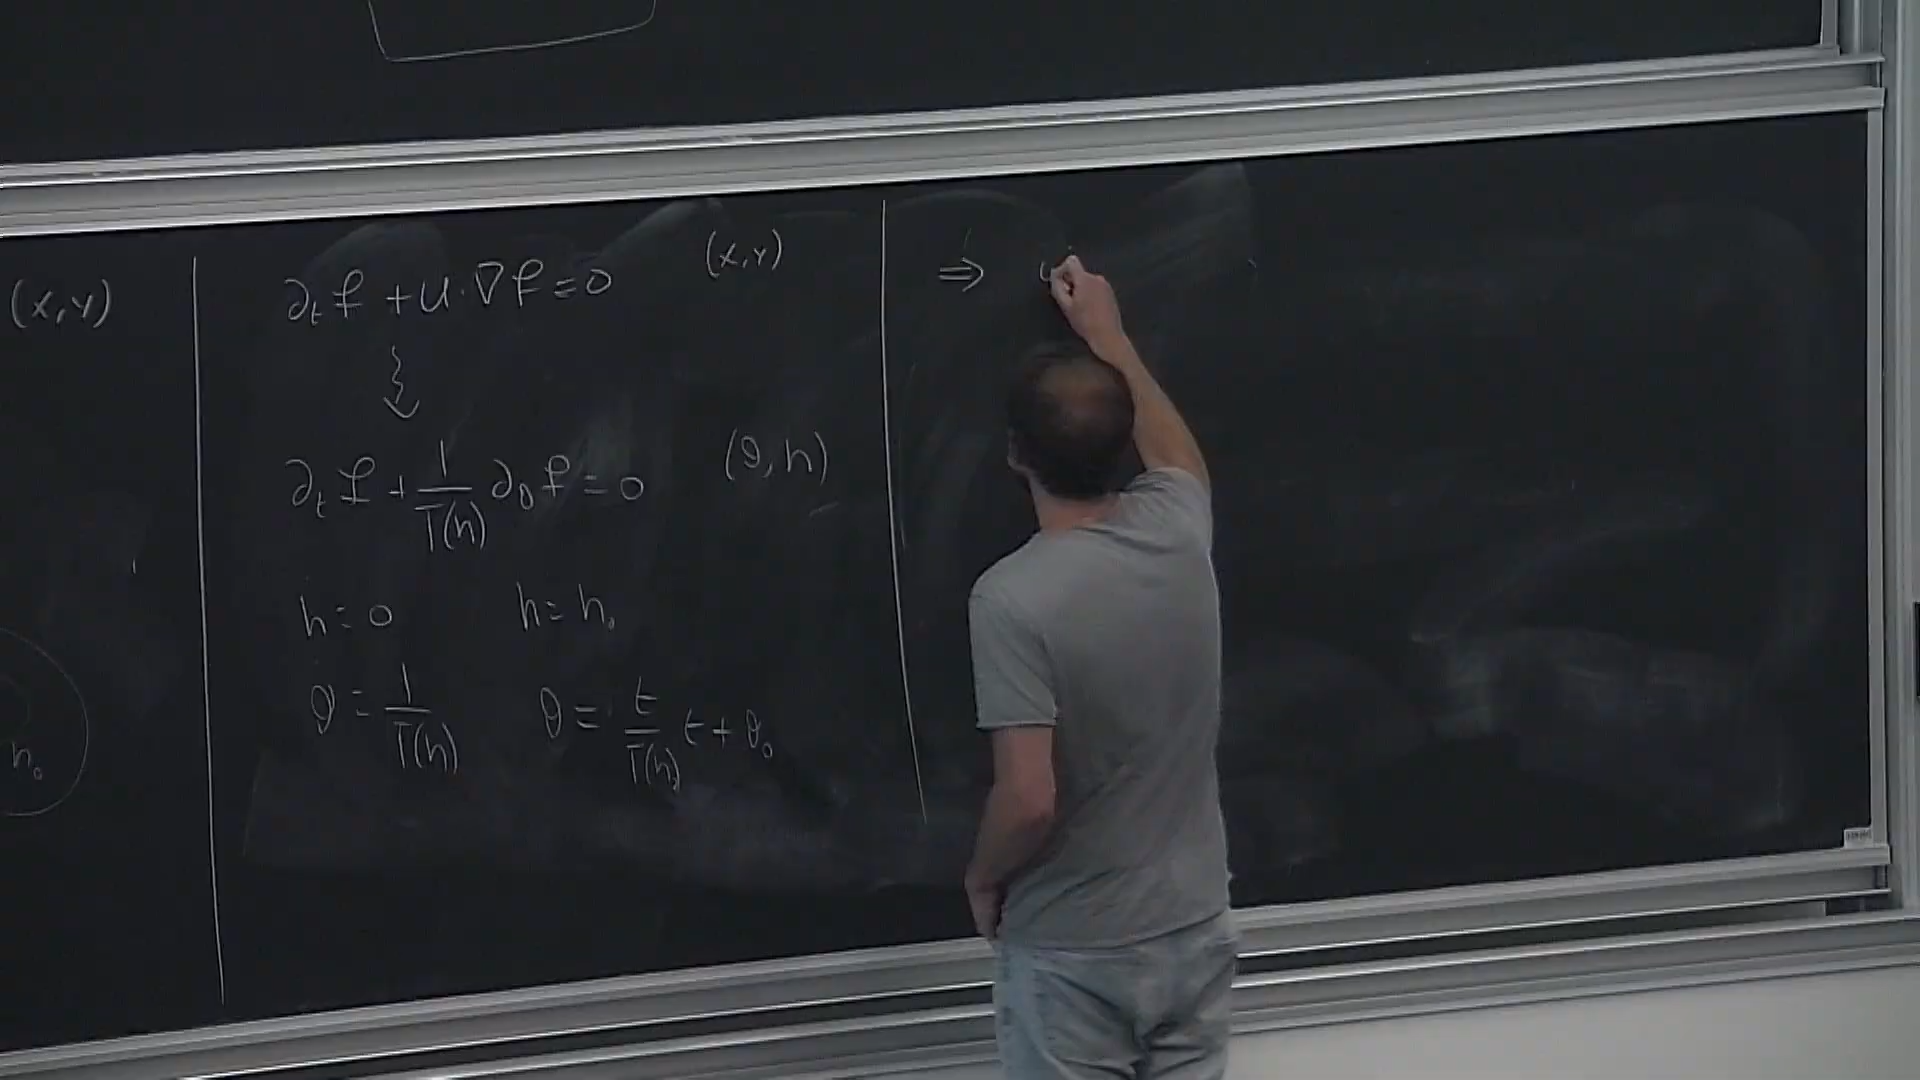 (x,y)
∂ₜf + u·∇f = 0 (x,y)
∂ₜf + 1/T(h) ∂_θ f = 0 (θ,h)
ḣ = 0 h = h₀
θ̇ = 1/T(h) θ = t/T(h₀) t + θ₀
h₀
⇒